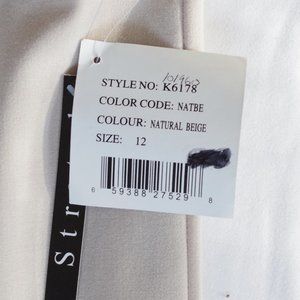 STYLE NO: K6178
COLOR CODE: NATBE
COLOUR: NATURAL BEIGE
SIZE: 12
6 59388 27529 8